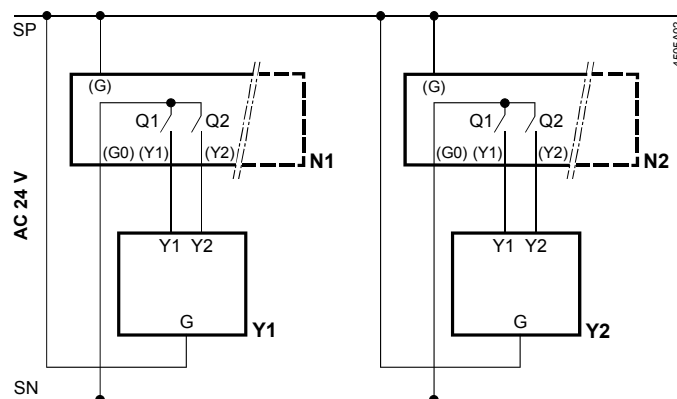 SP
4505A02
(G)
(G)
Q1 Q2
Q1 Q2
(G0) (Y1) (Y2)
N1
(G0) (Y1) (Y2)
N2
AC 24 V
Y1 Y2
Y1 Y2
G
Y1
G
Y2
SN